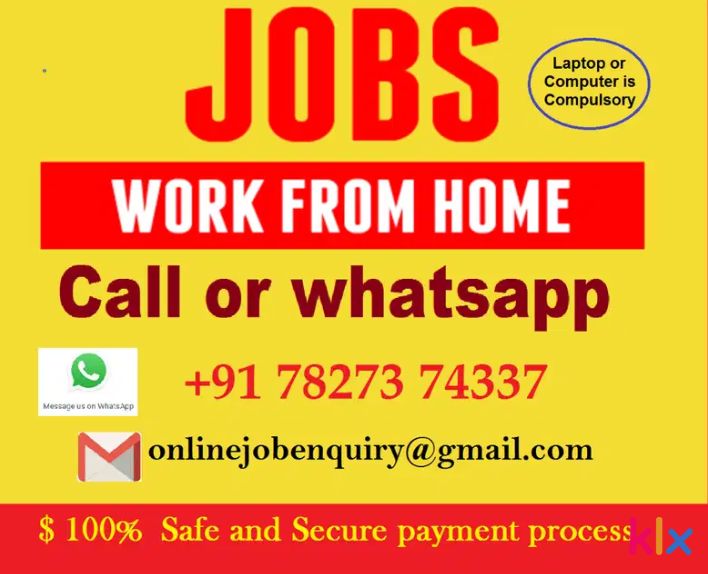 JOBS
Laptop or
Computer is
Compulsory
WORK FROM HOME
Call or whatsapp
Message us on WhatsApp
+91 78273 74337
onlinejobenquiry@gmail.com
$ 100% Safe and Secure payment process
klx